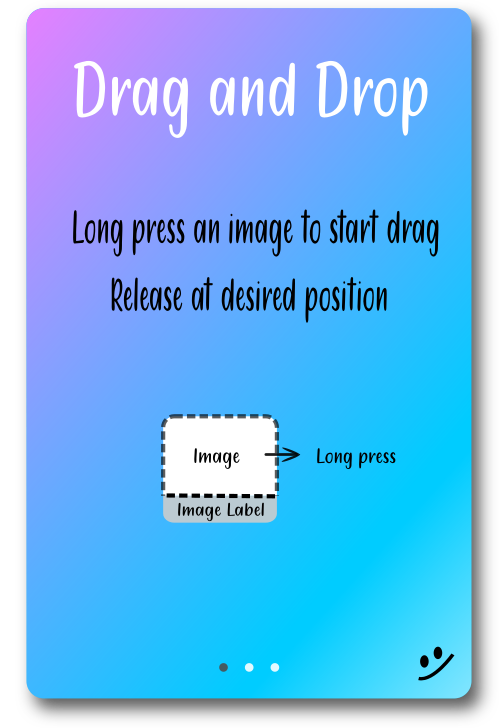 Drag and Drop
Long press an image to start drag
Release at desired position
Image
Long press
Image Label